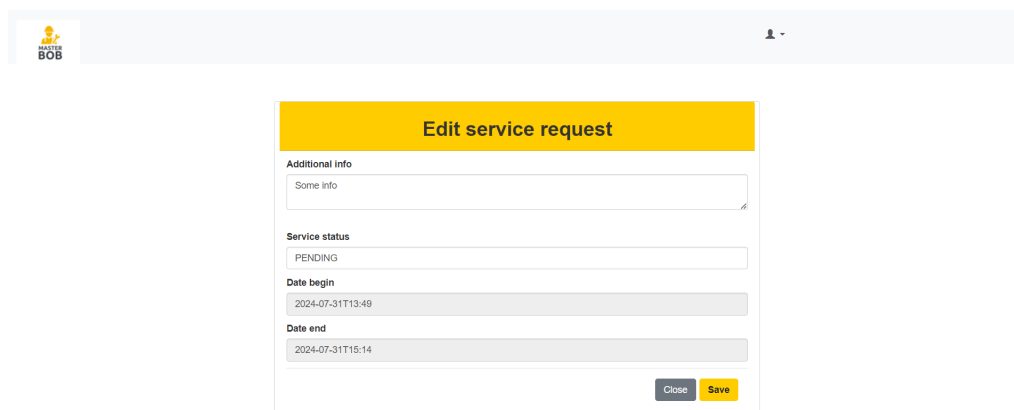 MASTER
BOB
Edit service request
Additional info
Some info
Service status
PENDING
Date begin
2024-07-31T13:49
Date end
2024-07-31T15:14
Close Save